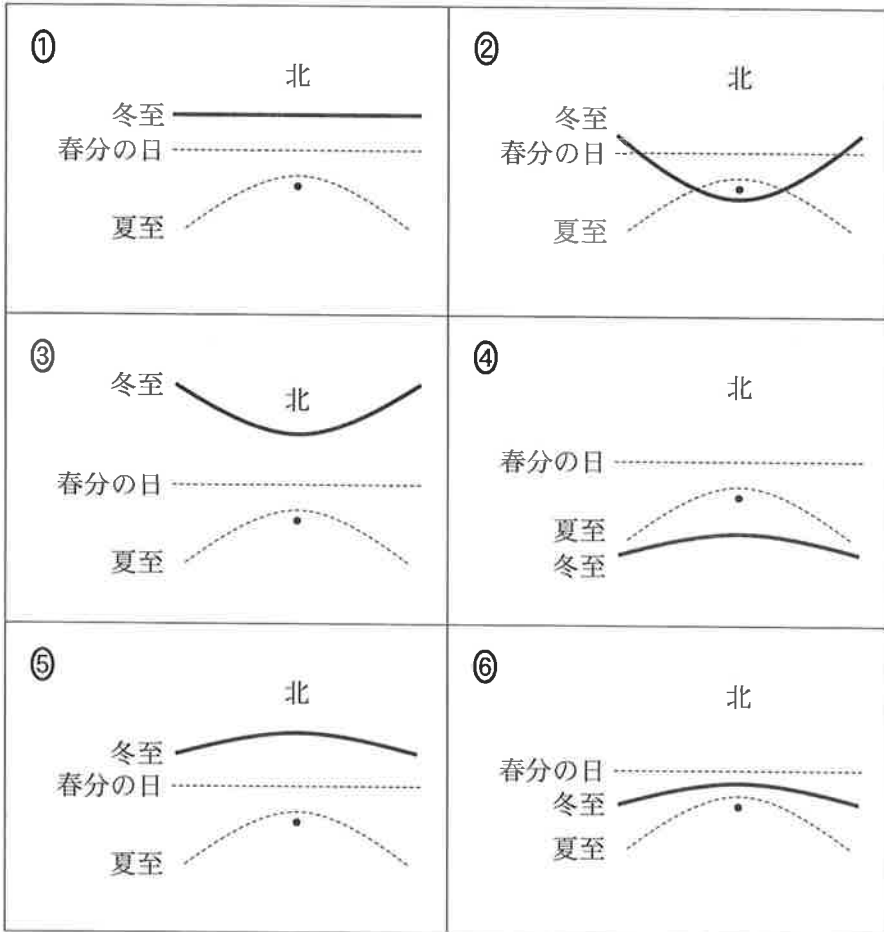 ①
北
冬至
春分の日
夏至
②
北
冬至
春分の日
夏至
③
冬至
北
春分の日
夏至
④
北
春分の日
夏至
冬至
⑤
北
冬至
春分の日
夏至
⑥
北
春分の日
冬至
夏至